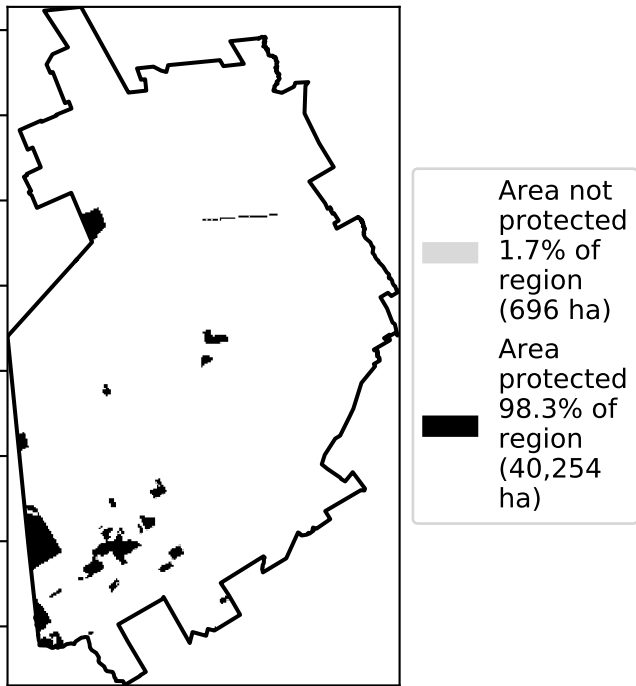 Area not
protected
1.7% of
region
(696 ha)
Area
protected
98.3% of
region
(40,254
ha)